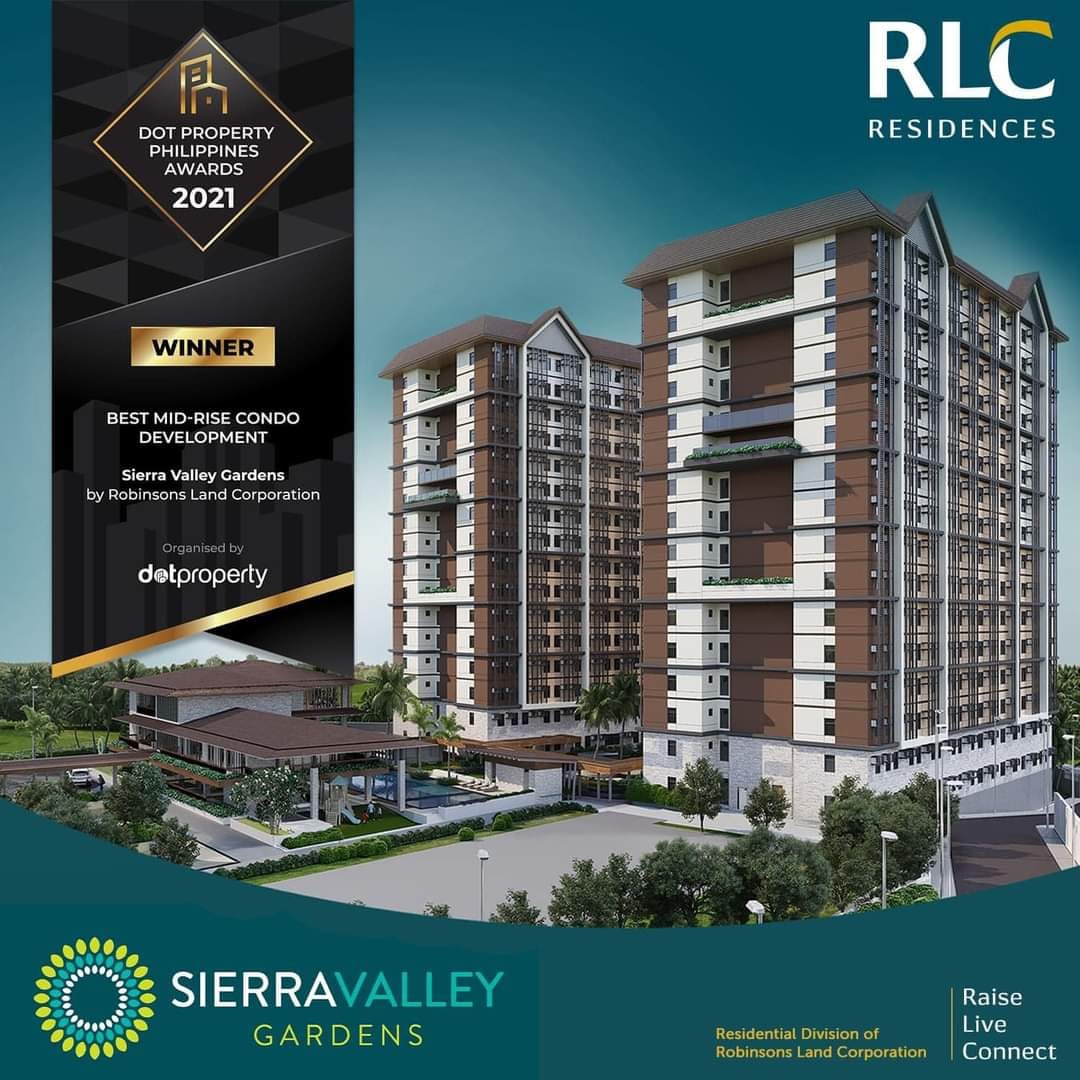 DOT PROPERTY
PHILIPPINES
AWARDS
2021
WINNER
BEST MID-RISE CONDO
DEVELOPMENT
Sierra Valley Gardens
by Robinsons Land Corporation
Organised by
dotproperty
RLC
RESIDENCES
SIERRAVALLEY
GARDENS
Residential Division of
Robinsons Land Corporation
Raise
Live
Connect